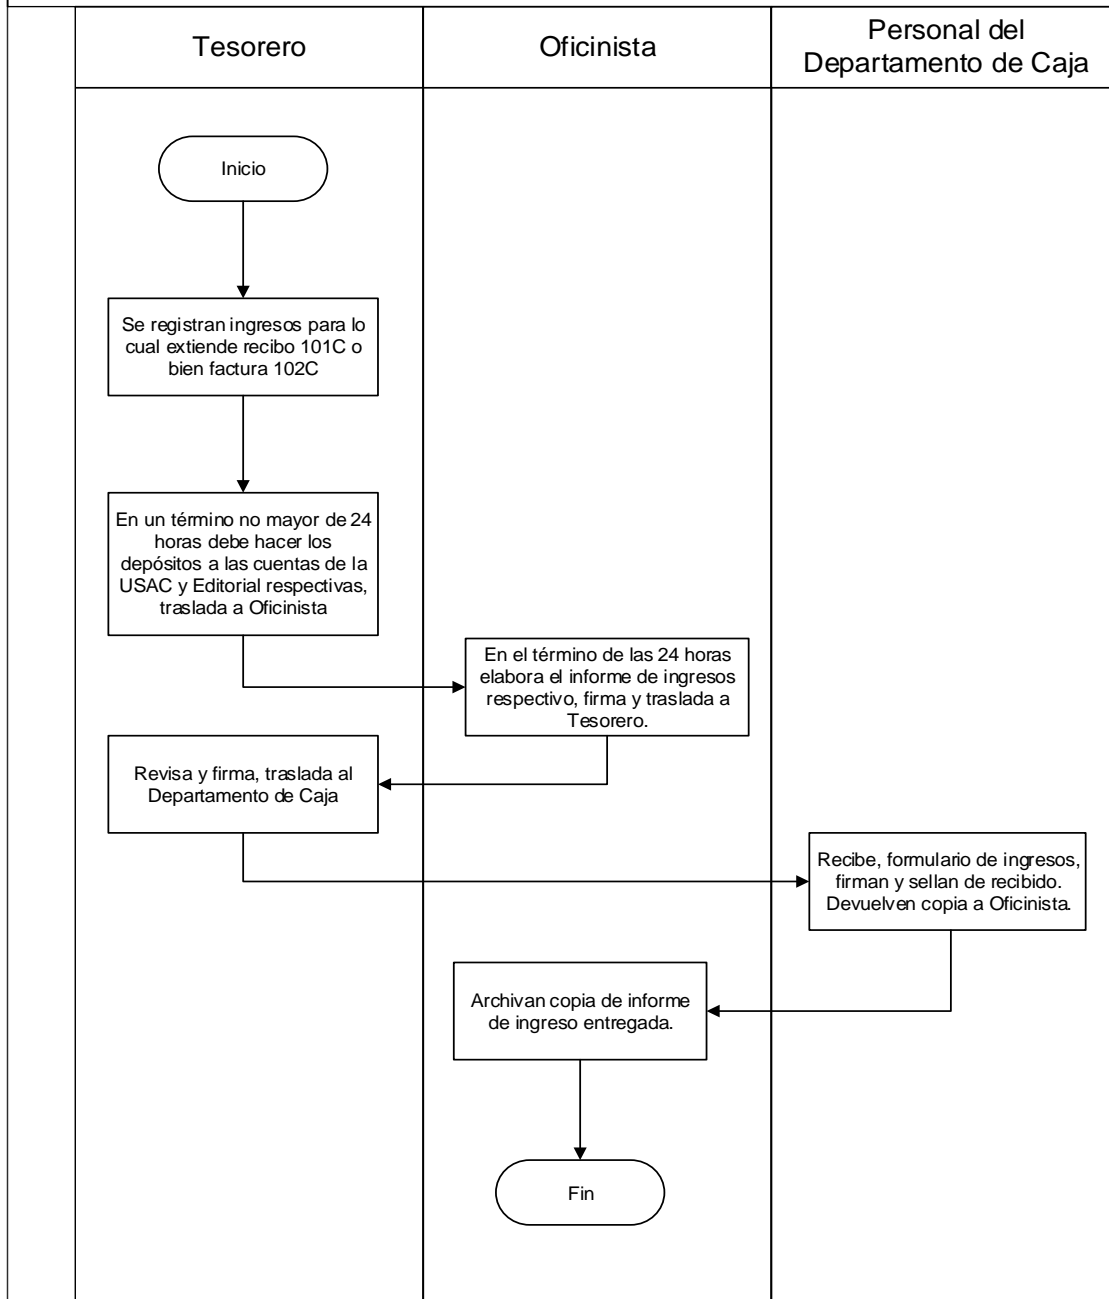 Tesorero
Oficinista
Personal del
Departamento de Caja
Inicio
Se registran ingresos para lo
cual extiende recibo 101C o
bien factura 102C
En un término no mayor de 24
horas debe hacer los
depósitos a las cuentas de la
USAC y Editorial respectivas,
traslada a Oficinista
En el término de las 24 horas
elabora el informe de ingresos
respectivo, firma y traslada a
Tesorero.
Revisa y firma, traslada al
Departamento de Caja
Recibe, formulario de ingresos,
firman y sellan de recibido.
Devuelven copia a Oficinista.
Archivan copia de informe
de ingreso entregada.
Fin